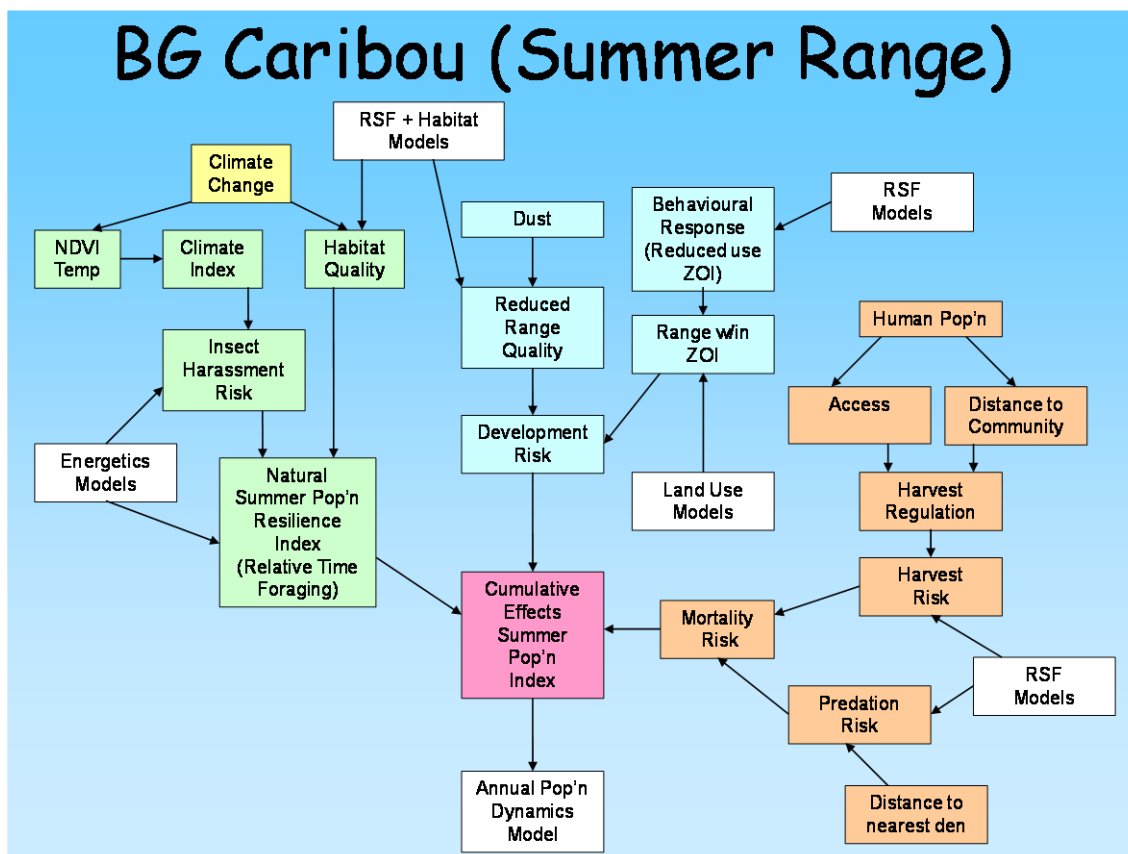 BG Caribou (Summer Range)
RSF + Habitat
Models
Climate
Change
RSF
Models
Behavioural
Response
(Reduced use
ZOI)
Dust
NDVI
Temp
Climate
Index
Habitat
Quality
Reduced
Range
Quality
Range w/in
ZOI
Human Pop'n
Insect
Harassment
Risk
Access
Distance to
Community
Development
Risk
Energetics
Models
Natural
Summer Pop'n
Resilience
Index
(Relative Time
Foraging)
Land Use
Models
Harvest
Regulation
Harvest
Risk
Cumulative
Effects
Summer
Pop'n
Index
Mortality
Risk
RSF
Models
Predation
Risk
Annual Pop'n
Dynamics
Model
Distance to
nearest den